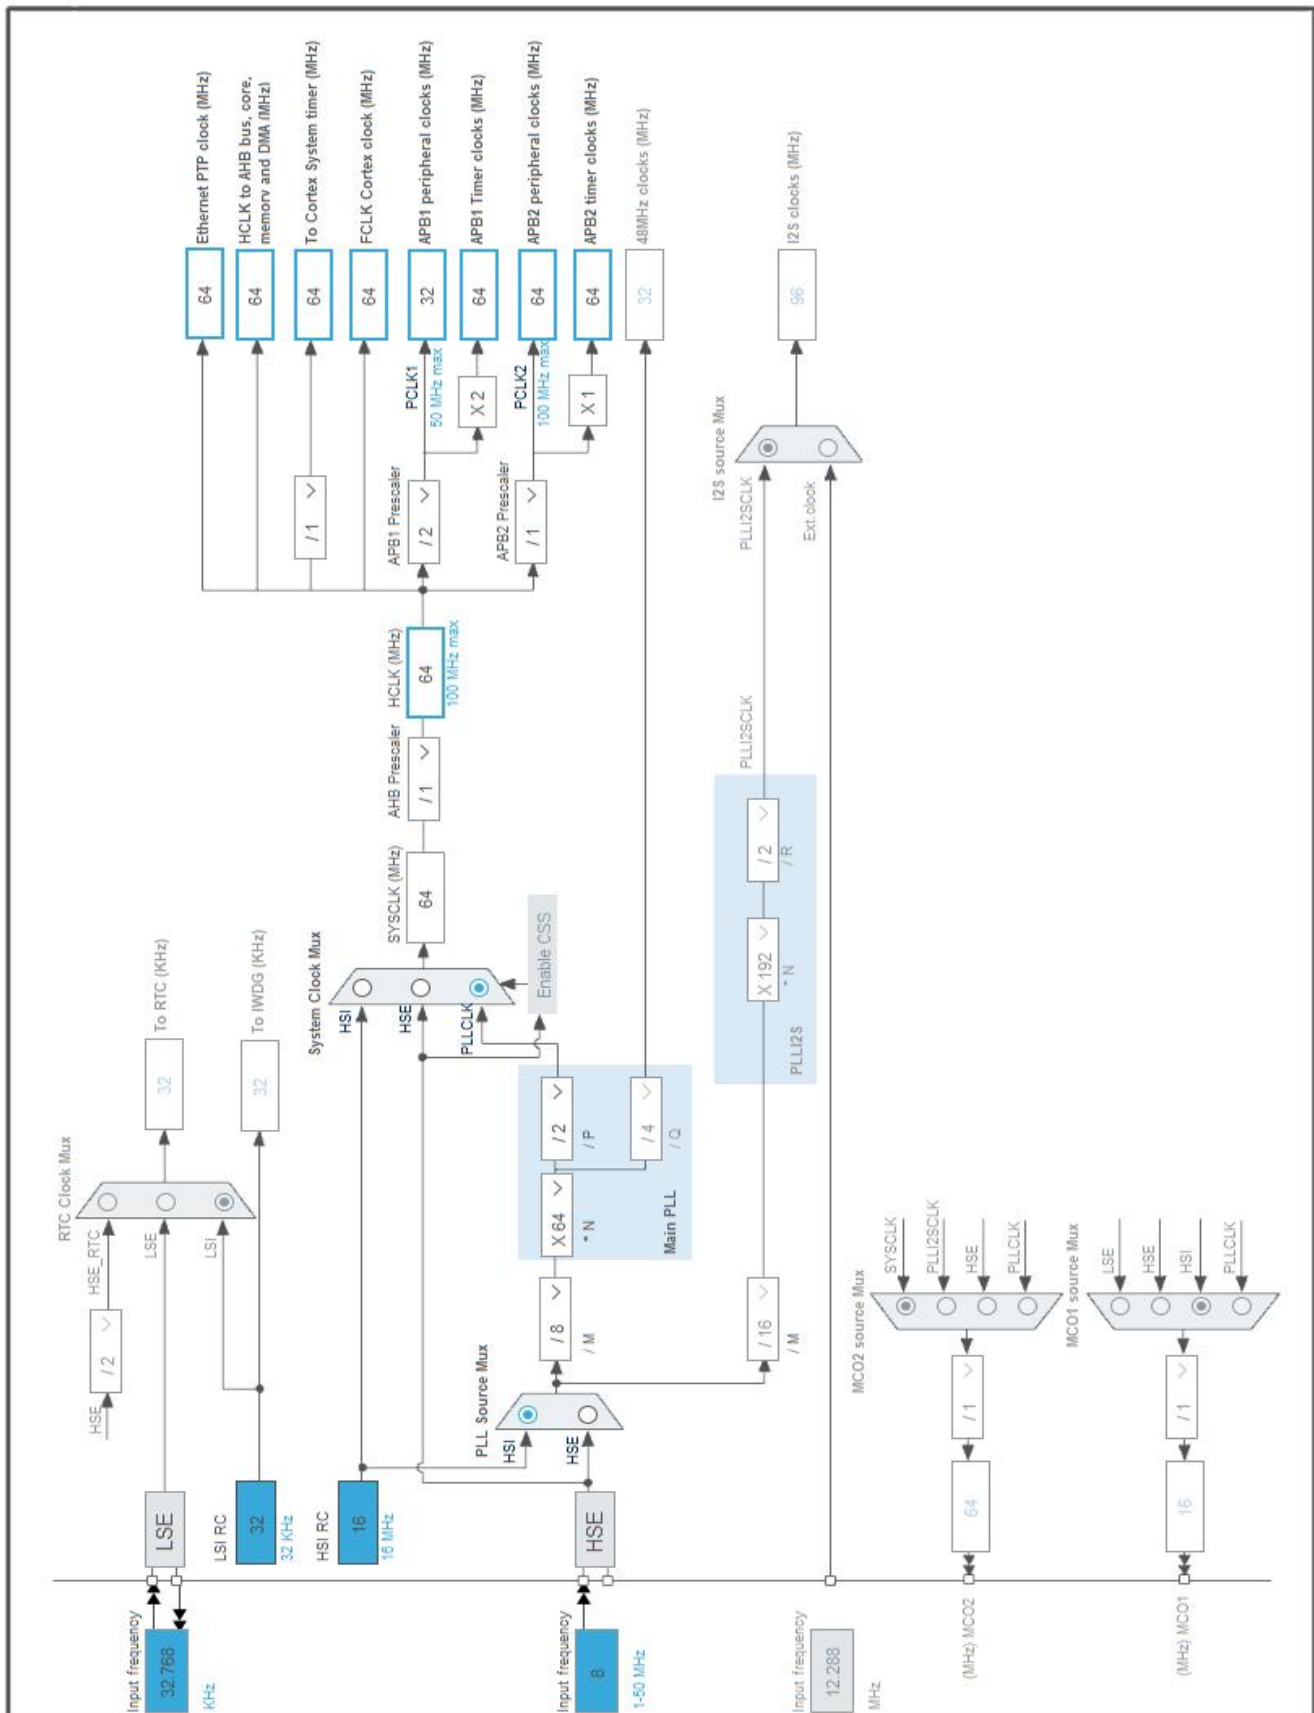 Input frequency
32.768
KHz
LSE
HSE
/ 2
HSE_RTC
LSE
LSI
RTC Clock Mux
32
To RTC (KHz)
LSI RC
32
32 KHz
32
To IWDG (KHz)
HSI RC
16
16 MHz
System Clock Mux
HSI
HSE
PLLCLK
Enable CSS
SYSCLK (MHz)
64
AHB Prescaler
/ 1
HCLK (MHz)
64
100 MHz max
64
Ethernet PTP clock (MHz)
64
HCLK to AHB bus, core,
memory and DMA (MHz)
/ 1
64
To Cortex System timer (MHz)
64
FCLK Cortex clock (MHz)
APB1 Prescaler
/ 2
PCLK1
50 MHz max
32
APB1 peripheral clocks (MHz)
X 2
64
APB1 Timer clocks (MHz)
APB2 Prescaler
/ 1
PCLK2
100 MHz max
64
APB2 peripheral clocks (MHz)
X 1
64
APB2 timer clocks (MHz)
32
48MHz clocks (MHz)
Input frequency
8
1-50 MHz
HSE
PLL Source Mux
HSI
HSE
/ 8
/ M
X 64
* N
/ 2
/ P
/ 4
/ Q
Main PLL
/ 16
/ M
X 192
* N
/ 2
/ R
PLLI2S
PLLI2SCLK
PLLI2SCLK
Ext.clock
I2S source Mux
96
I2S clocks (MHz)
Input frequency
12.288
MHz
MCO2 source Mux
SYSCLK
PLLI2SCLK
HSE
PLLCLK
/ 1
64
(MHz) MCO2
MCO1 source Mux
LSE
HSE
HSI
PLLCLK
/ 1
16
(MHz) MCO1